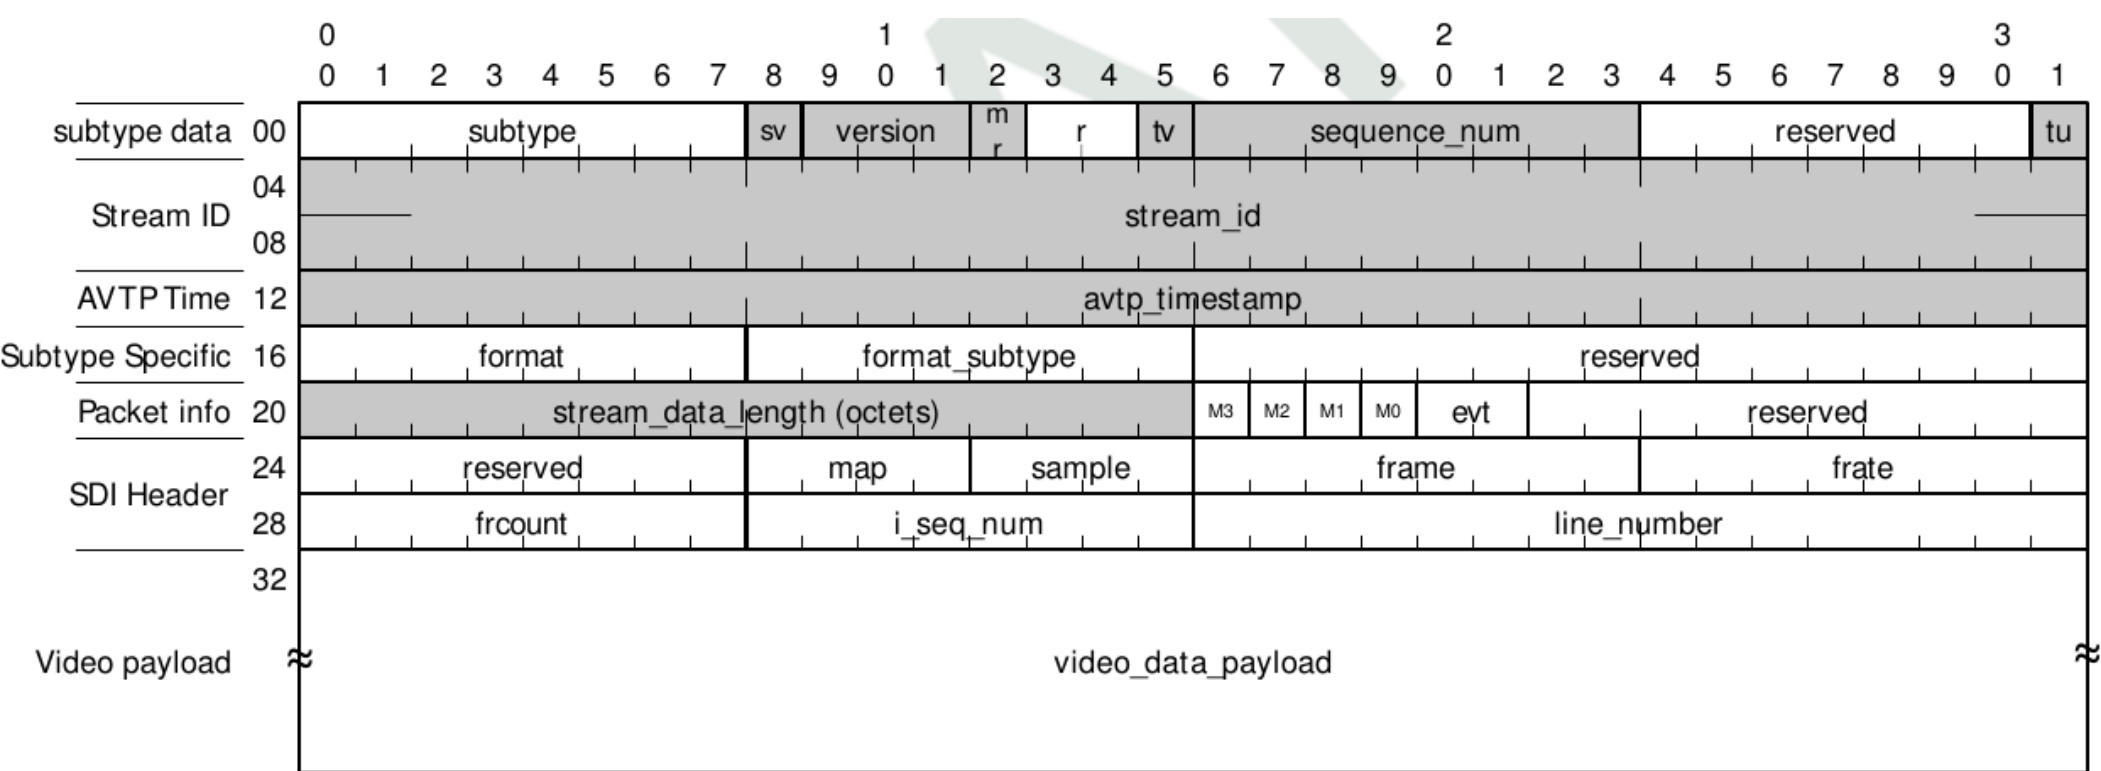 0 1 2 3
0 1 2 3 4 5 6 7 8 9 0 1 2 3 4 5 6 7 8 9 0 1 2 3 4 5 6 7 8 9 0 1
subtype data 00 subtype sv version mr r tv sequence_num reserved tu
04
Stream ID stream_id
08
AVTP Time 12 avtp_timestamp
Subtype Specific 16 format format_subtype reserved
Packet info 20 stream_data_length (octets) M3 M2 M1 M0 evt reserved
24 reserved map sample frame frate
SDI Header
28 frcount i_seq_num line_number
32
Video payload video_data_payload